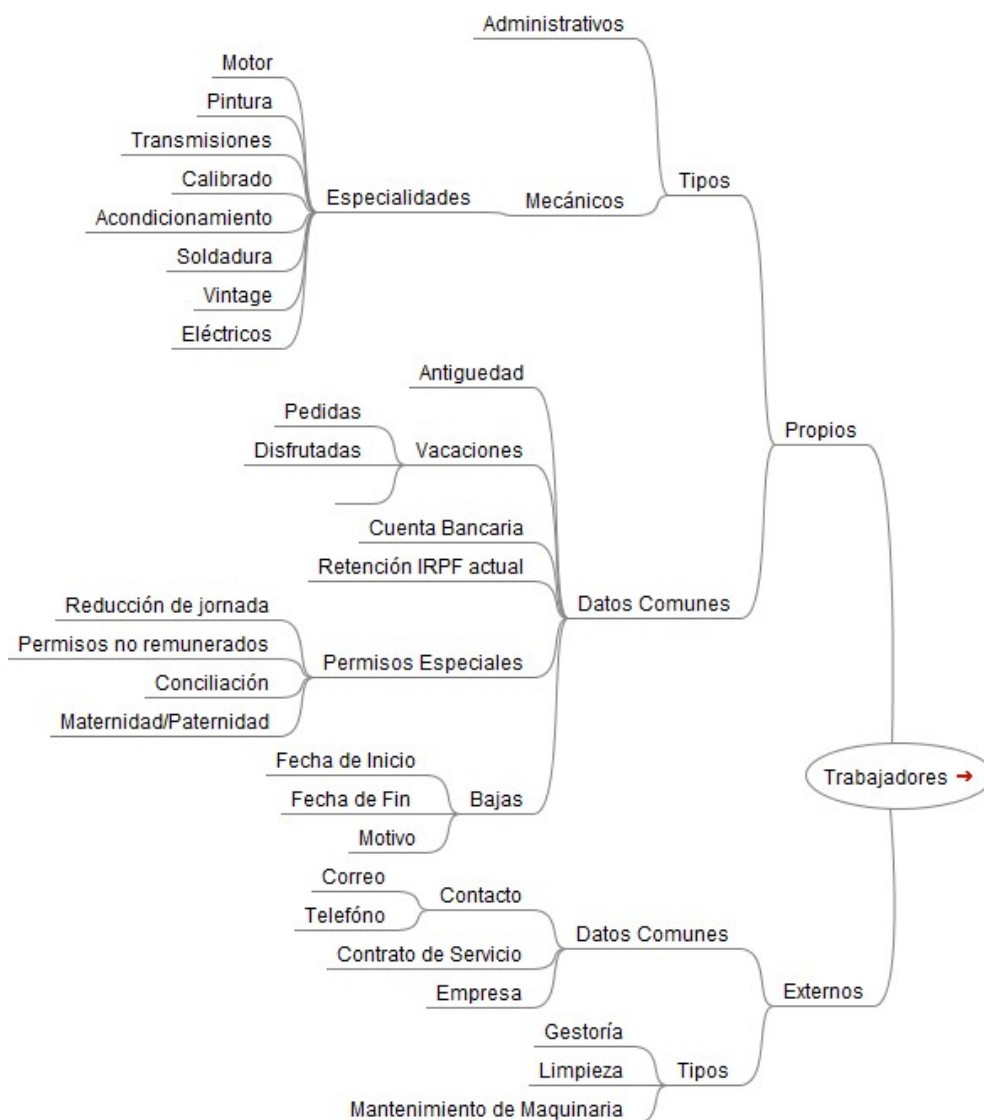 Administrativos
Motor
Pintura
Transmisiones
Calibrado
Acondicionamiento
Soldadura
Vintage
Eléctricos
Especialidades
Mecánicos
Tipos
Antiguedad
Pedidas
Disfrutadas
Vacaciones
Cuenta Bancaria
Retención IRPF actual
Reducción de jornada
Permisos no remunerados
Conciliación
Maternidad/Paternidad
Permisos Especiales
Fecha de Inicio
Fecha de Fin
Motivo
Bajas
Datos Comunes
Propios
Trabajadores
Correo
Telefóno
Contacto
Contrato de Servicio
Empresa
Datos Comunes
Externos
Gestoría
Limpieza
Mantenimiento de Maquinaria
Tipos